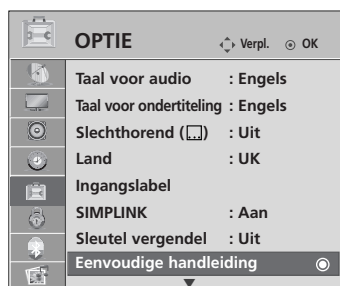 OPTIE Verpl. OK
Taal voor audio : Engels
Taal voor ondertiteling : Engels
Slechthorend ( ) : Uit
Land : UK
Ingangslabel
SIMPLINK : Aan
Sleutel vergendel : Uit
Eenvoudige handleiding